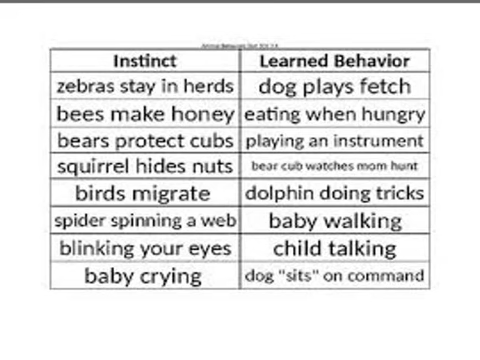 Instinct Learned Behavior
zebras stay in herds dog plays fetch
bees make honey eating when hungry
bears protect cubs playing an instrument
squirrel hides nuts bear cub watches mom hunt
birds migrate dolphin doing tricks
spider spinning a web baby walking
blinking your eyes child talking
baby crying dog "sits" on command